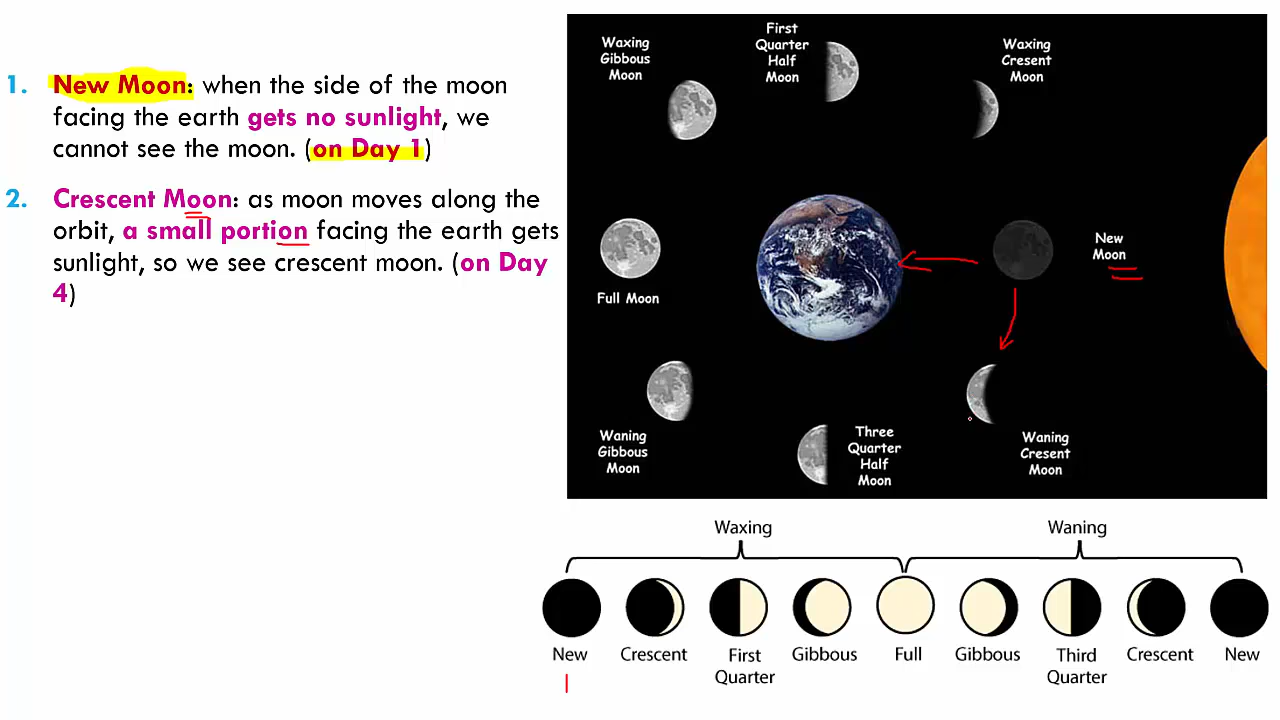 1. New Moon: when the side of the moon
facing the earth gets no sunlight, we
cannot see the moon. (on Day 1)
2. Crescent Moon: as moon moves along the
orbit, a small portion facing the earth gets
sunlight, so we see crescent moon. (on Day
4)
Waxing
Gibbous
Moon
First
Quarter
Half
Moon
Waxing
Cresent
Moon
Full Moon
New
Moon
Waning
Gibbous
Moon
Three
Quarter
Half
Moon
Waning
Cresent
Moon
Waxing
Waning
New
Crescent
First
Quarter
Gibbous
Full
Gibbous
Third
Quarter
Crescent
New